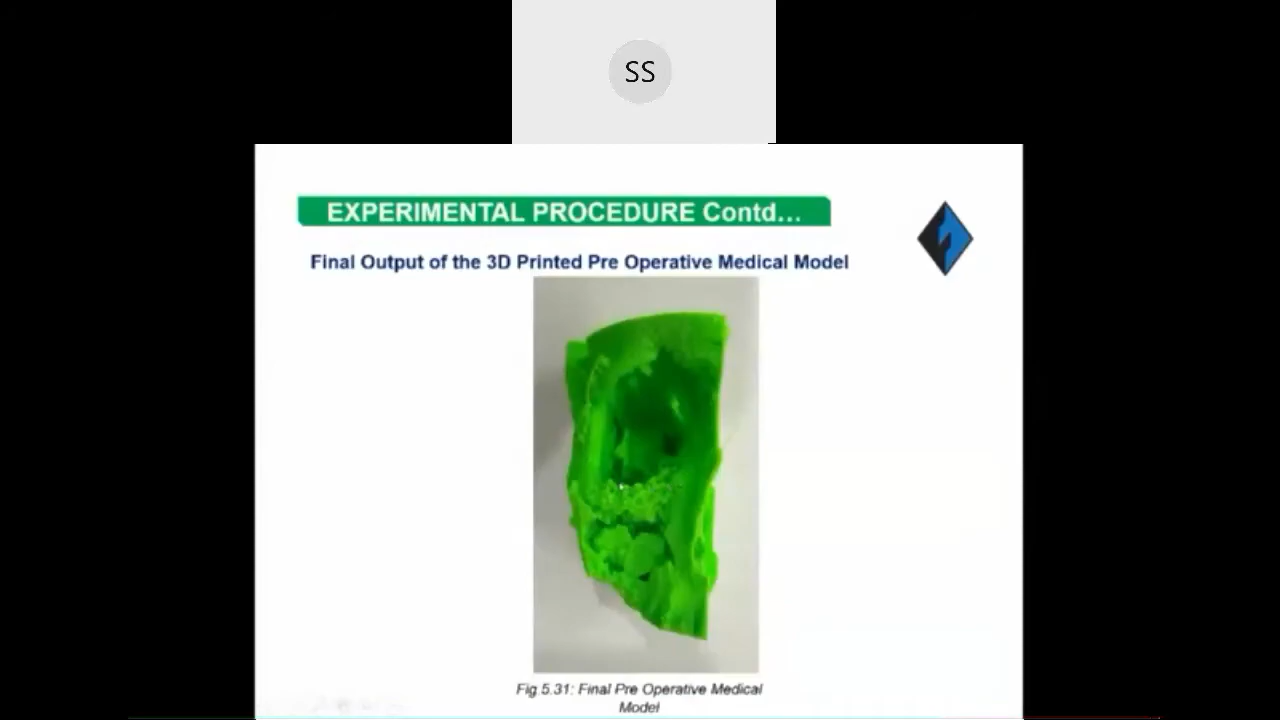 SS
EXPERIMENTAL PROCEDURE Contd...
Final Output of the 3D Printed Pre Operative Medical Model
Fig 5.31: Final Pre Operative Medical
Model